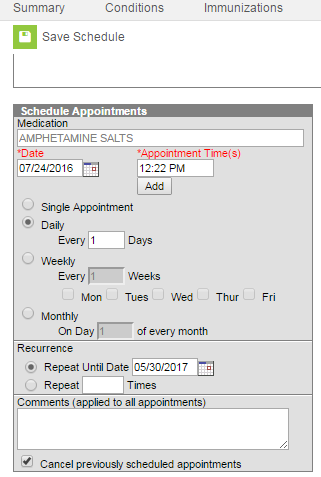 Summary Conditions Immunizations
Save Schedule
Schedule Appointments
Medication
AMPHETAMINE SALTS
*Date *Appointment Time(s)
07/24/2016 12:22 PM
Add
Single Appointment
Daily
Every 1 Days
Weekly
Every 1 Weeks
Mon Tues Wed Thur Fri
Monthly
On Day 1 of every month
Recurrence
Repeat Until Date 05/30/2017
Repeat Times
Comments (applied to all appointments)
Cancel previously scheduled appointments